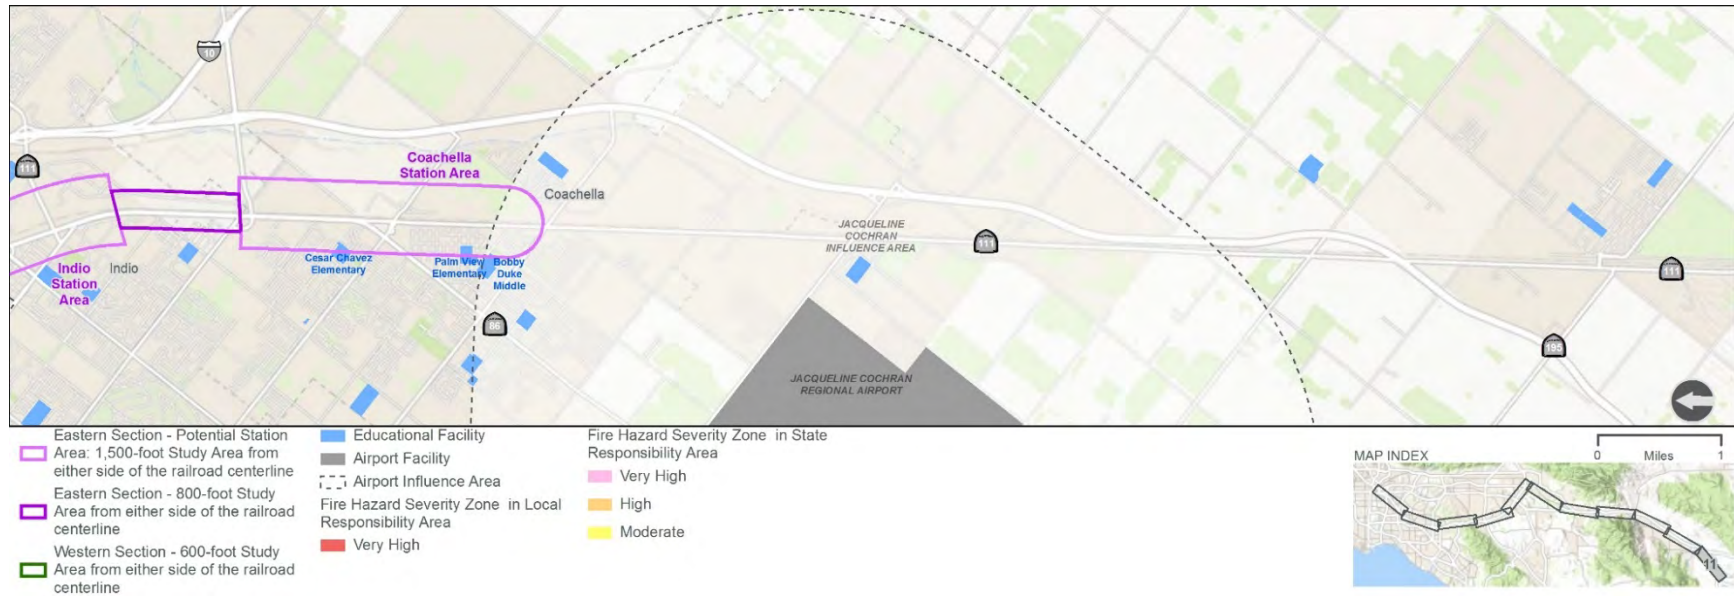 10
111
Coachella
Station Area
Coachella
JACQUELINE
COCHRAN
INFLUENCE AREA
111
111
Indio
Station
Area
Indio
Cesar Chavez
Elementary
Palm View
Elementary
Bobby
Duke
Middle
86
195
JACQUELINE COCHRAN
REGIONAL AIRPORT
Eastern Section - Potential Station
Area: 1,500-foot Study Area from
either side of the railroad centerline
Eastern Section - 800-foot Study
Area from either side of the railroad
centerline
Western Section - 600-foot Study
Area from either side of the railroad
centerline
Educational Facility
Airport Facility
Airport Influence Area
Fire Hazard Severity Zone in Local
Responsibility Area
Very High
Fire Hazard Severity Zone in State
Responsibility Area
Very High
High
Moderate
0 Miles 1
MAP INDEX
11